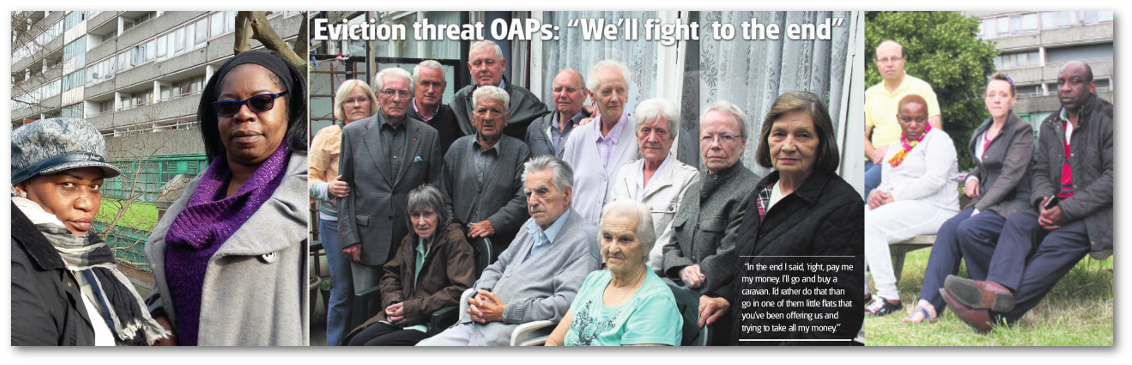 Eviction threat OAPs: “We’ll fight to the end”
“In the end I said, ‘right, pay me
my money. I’ll go and buy a
caravan. I’d rather do that than
go in one of them little flats that
you’ve been offering us and
trying to take all my money.”